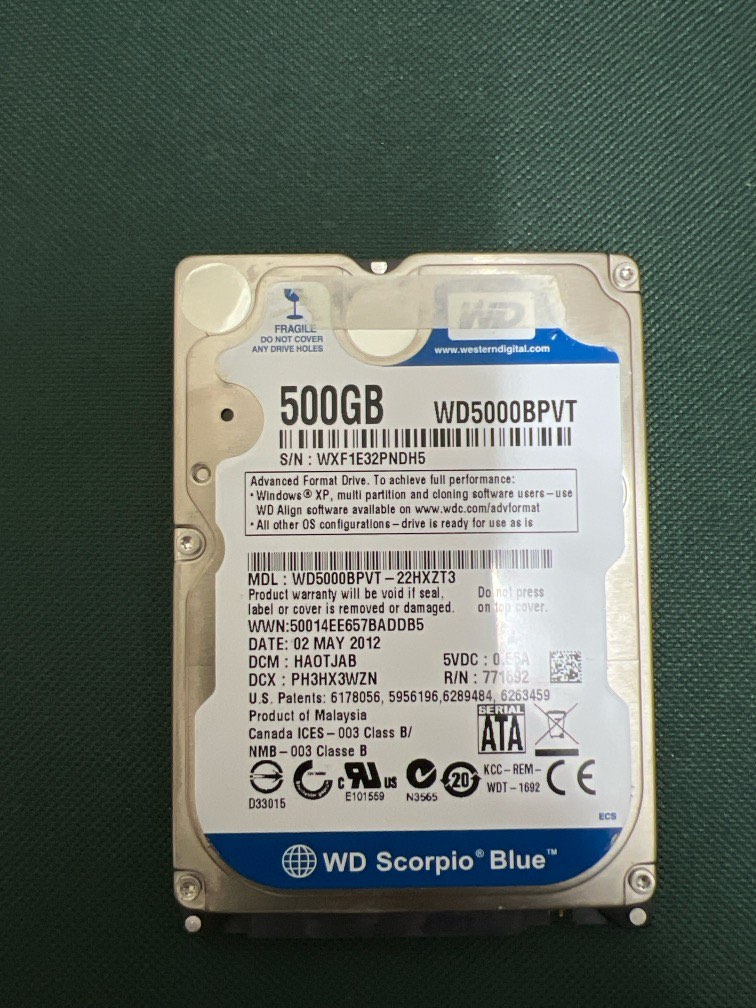 FRAGILE
DO NOT COVER
ANY DRIVE HOLES
WD
www.westerndigital.com
500GB WD5000BPVT
S/N : WXF1E32PNDH5
Advanced Format Drive. To achieve full performance:
• Windows® XP, multi partition and cloning software users – use
WD Align software available on www.wdc.com/advformat
• All other OS configurations – drive is ready for use as is
MDL : WD5000BPVT – 22HXZT3
Product warranty will be void if seal, Do not press
label or cover is removed or damaged. on top cover.
WWN:50014EE657BADDB5
DATE: 02 MAY 2012
DCM : HAOTJAB 5VDC : 0.55A
DCX : PH3HX3WZN R/N : 771692
U.S. Patents: 6178056, 5956196,6289484, 6263459
Product of Malaysia
Canada ICES – 003 Class B/
NMB – 003 Classe B
SERIAL
ATA
D33015
c RU US
E101559
N3565
20
KCC – REM –
WDT – 1692
CE
ECS
WD Scorpio® Blue™